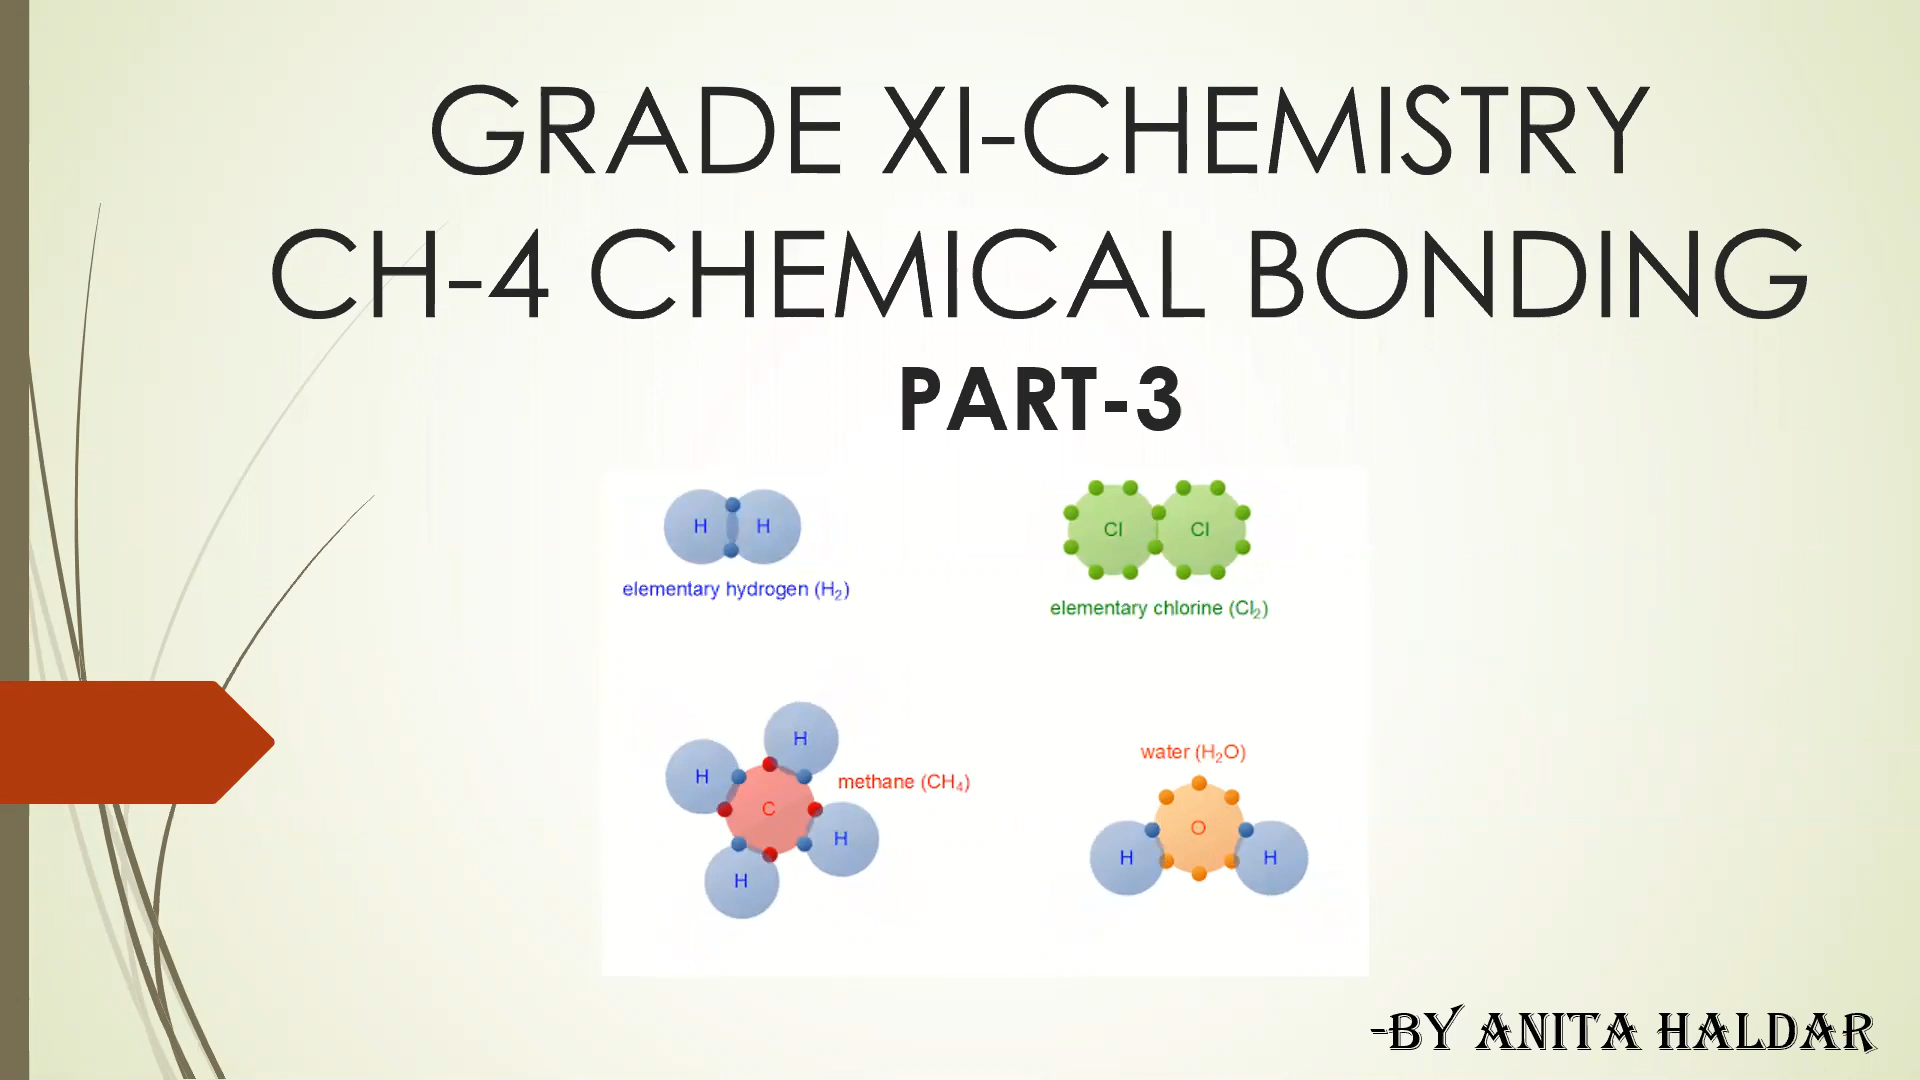 GRADE XI-CHEMISTRY
CH-4 CHEMICAL BONDING
PART-3
H H
elementary hydrogen (H₂)
Cl Cl
elementary chlorine (Cl₂)
H
H
methane (CH₄)
C
H
H
water (H₂O)
O
H H
-BY ANITA HALDAR